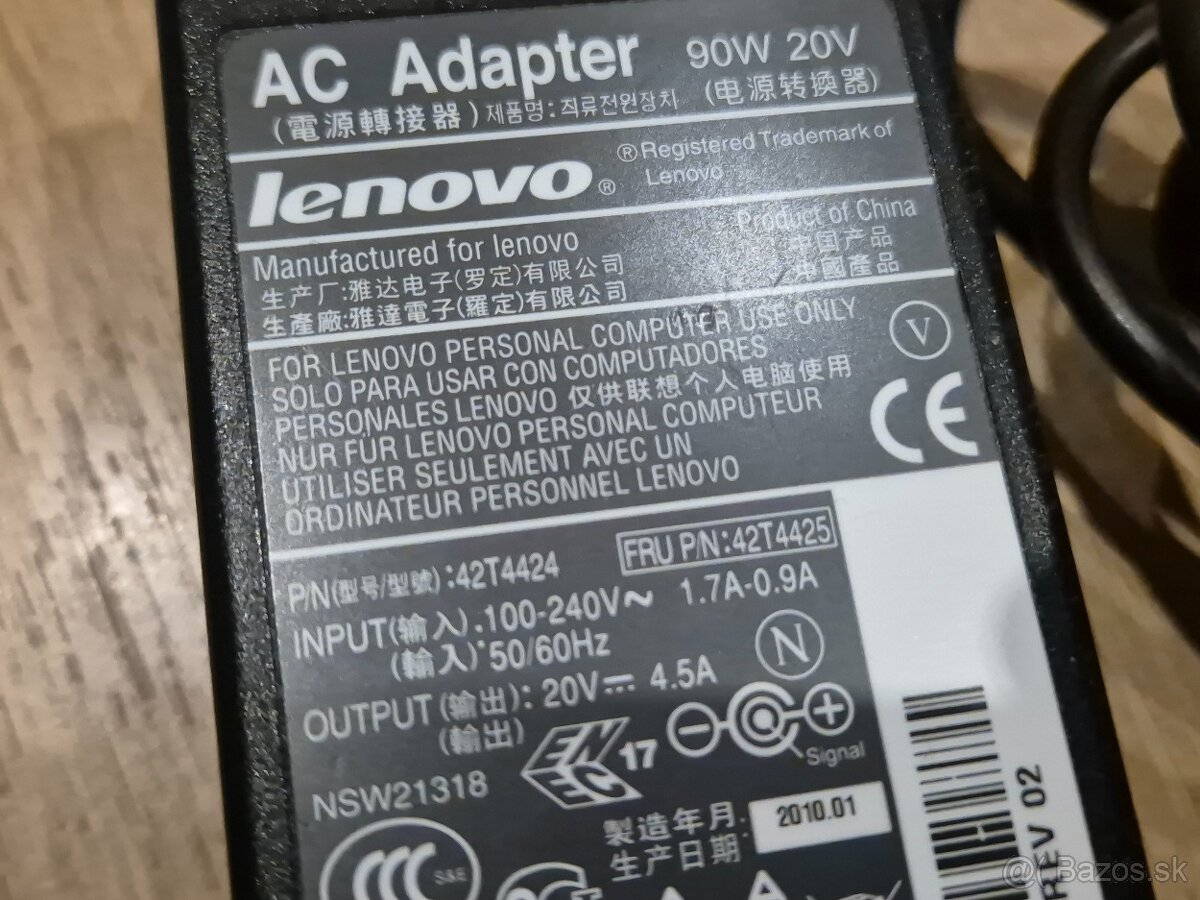 AC Adapter 90W 20V
(電源轉接器) 제품명:직류전원장치 (电源转换器)
lenovo® ®Registered Trademark of
Lenovo
Manufactured for lenovo Product of China
生产厂:雅达电子(罗定)有限公司 中国产品
生產廠:雅達電子(羅定)有限公司 中國產品
FOR LENOVO PERSONAL COMPUTER USE ONLY
SOLO PARA USAR CON COMPUTADORES
PERSONALES LENOVO 仅供联想个人电脑使用
NUR FÜR LENOVO PERSONAL COMPUTER
UTILISER SEULEMENT AVEC UN
ORDINATEUR PERSONNEL LENOVO
V
CE
P/N(型号/型號):42T4424 FRU P/N:42T4425
INPUT(输入):100-240V~ 1.7A-0.9A
(輸入) 50/60Hz
OUTPUT(输出): 20V⎓ 4.5A
(輸出)
N
ENEC 17
Signal
NSW21318
製造年月: 2010.01
生产日期:
CCC S&E
REV 02
@ Bazos.sk